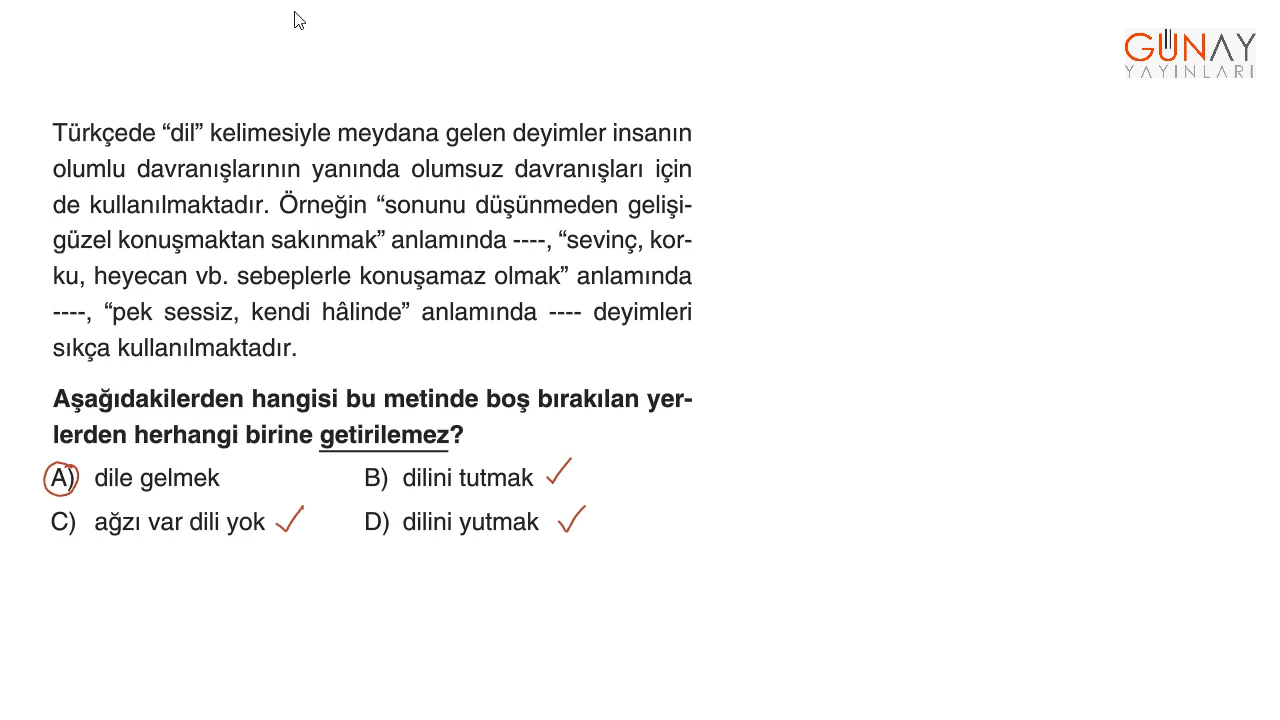 GÜNAY
YAYINLARI
Türkçede “dil” kelimesiyle meydana gelen deyimler insanın
olumlu davranışlarının yanında olumsuz davranışları için
de kullanılmaktadır. Örneğin “sonunu düşünmeden gelişi-
güzel konuşmaktan sakınmak” anlamında ----, “sevinç, kor-
ku, heyecan vb. sebeplerle konuşamaz olmak” anlamında
----, “pek sessiz, kendi hâlinde” anlamında ---- deyimleri
sıkça kullanılmaktadır.
Aşağıdakilerden hangisi bu metinde boş bırakılan yer-
lerden herhangi birine getirilemez?
A) dile gelmek B) dilini tutmak
C) ağzı var dili yok D) dilini yutmak